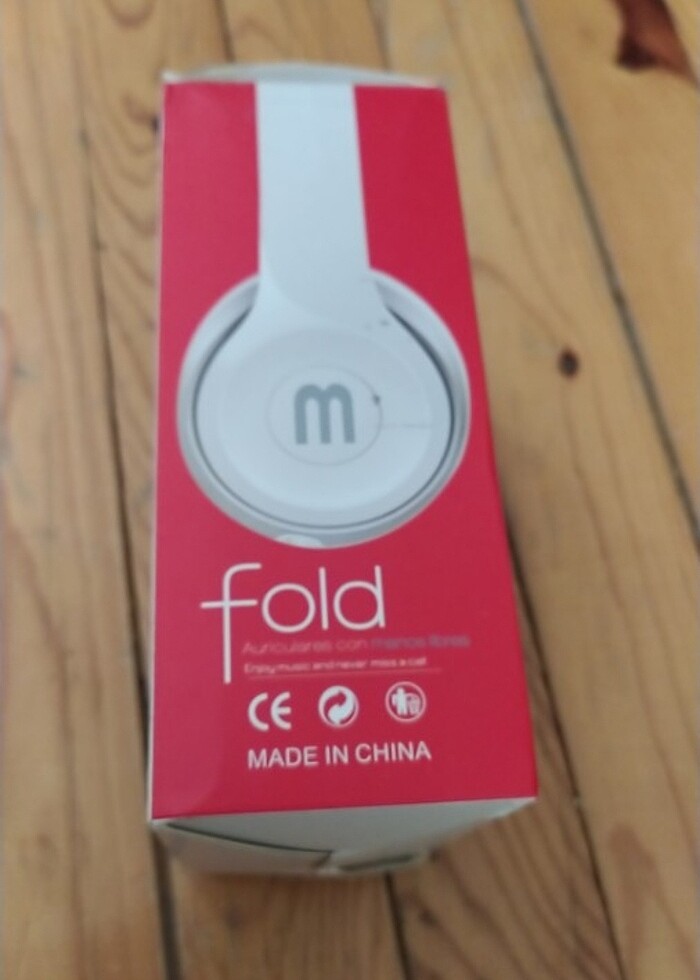 m
fold
Auriculares con manos libres
Enjoy music and never miss a call
CE
MADE IN CHINA